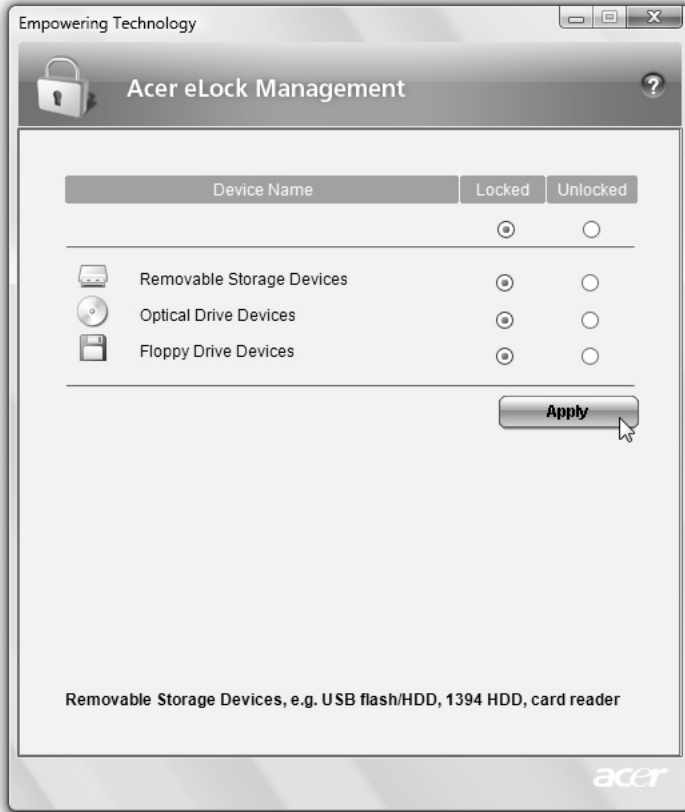 Empowering Technology
Acer eLock Management
?
Device Name Locked Unlocked
Removable Storage Devices
Optical Drive Devices
Floppy Drive Devices
Apply
Removable Storage Devices, e.g. USB flash/HDD, 1394 HDD, card reader
acer